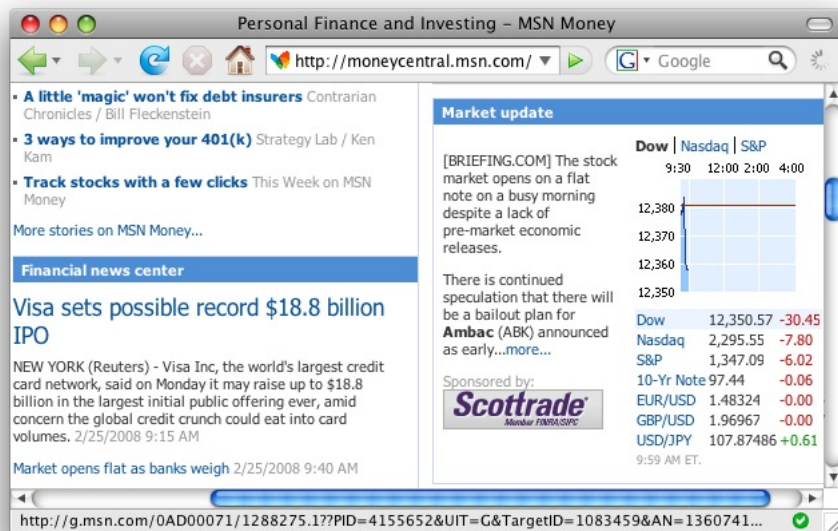 Personal Finance and Investing – MSN Money
http://moneycentral.msn.com/
G Google
A little 'magic' won't fix debt insurers Contrarian
Chronicles / Bill Fleckenstein
3 ways to improve your 401(k) Strategy Lab / Ken
Kam
Track stocks with a few clicks This Week on MSN
Money
More stories on MSN Money...
Financial news center
Visa sets possible record $18.8 billion
IPO
NEW YORK (Reuters) - Visa Inc, the world's largest credit
card network, said on Monday it may raise up to $18.8
billion in the largest initial public offering ever, amid
concern the global credit crunch could eat into card
volumes. 2/25/2008 9:15 AM
Market opens flat as banks weigh 2/25/2008 9:40 AM
Market update
[BRIEFING.COM] The stock
market opens on a flat
note on a busy morning
despite a lack of
pre-market economic
releases.
There is continued
speculation that there will
be a bailout plan for
Ambac (ABK) announced
as early...more...
Sponsored by:
Scottrade
Member FINRA/SIPC
Dow | Nasdaq | S&P
9:30 12:00 2:00 4:00
12,380
12,370
12,360
12,350
Dow 12,350.57 -30.45
Nasdaq 2,295.55 -7.80
S&P 1,347.09 -6.02
10-Yr Note 97.44 -0.06
EUR/USD 1.48324 -0.00
GBP/USD 1.96967 -0.00
USD/JPY 107.87486 +0.61
9:59 AM ET.
http://g.msn.com/0AD00071/1288275.1??PID=4155652&UIT=G&TargetID=1083459&AN=1360741...